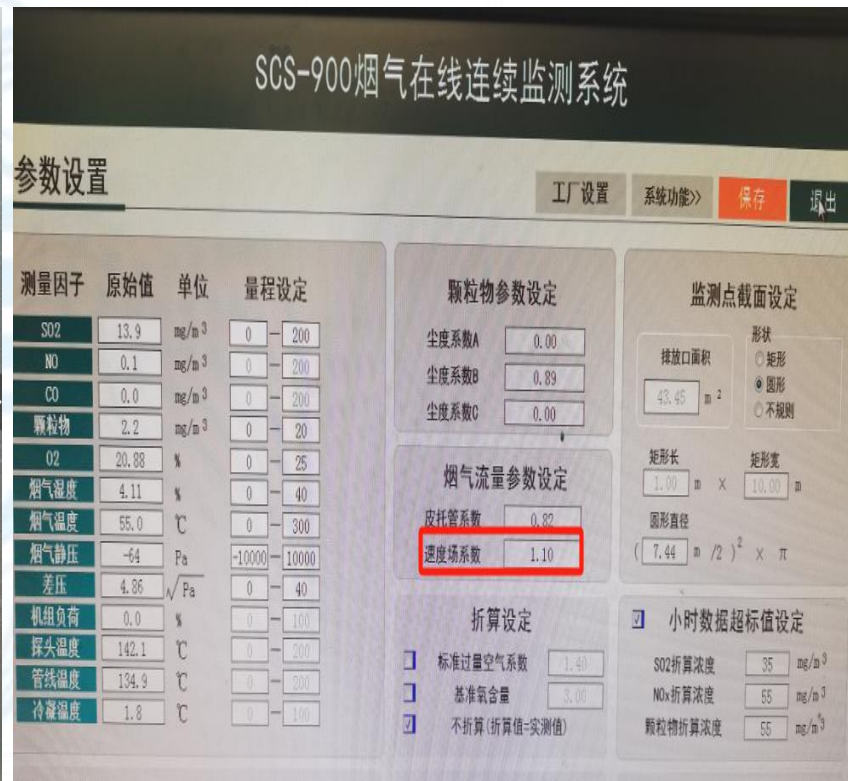 SCS-900烟气在线连续监测系统
参数设置
工厂设置 系统功能>> 保存 退出
测量因子 原始值 单位 量程设定
SO2 13.9 mg/m³ 0 — 200
NO 0.1 mg/m³ 0 — 200
CO 0.0 mg/m³ 0 — 200
颗粒物 2.2 mg/m³ 0 — 20
O2 20.88 % 0 — 25
烟气湿度 4.11 % 0 — 40
烟气温度 55.0 ℃ 0 — 300
烟气静压 -64 Pa -10000 — 10000
差压 4.86 √Pa 0 — 40
机组负荷 0.0 % 0 — 100
探头温度 142.1 ℃ 0 — 200
管线温度 134.9 ℃ 0 — 200
冷凝温度 1.8 ℃ 0 — 100
颗粒物参数设定
尘度系数A 0.00
尘度系数B 0.89
尘度系数C 0.00
烟气流量参数设定
皮托管系数 0.82
速度场系数 1.10
折算设定
标准过量空气系数 1.40
基准氧含量 3.00
不折算(折算值=实测值)
监测点截面设定
排放口面积
43.45 m²
形状
矩形
圆形
不规则
矩形长 矩形宽
1.00 m × 10.00 m
圆形直径
( 7.44 m /2 )² × π
小时数据超标值设定
SO2折算浓度 35 mg/m³
NOx折算浓度 55 mg/m³
颗粒物折算浓度 55 mg/m³